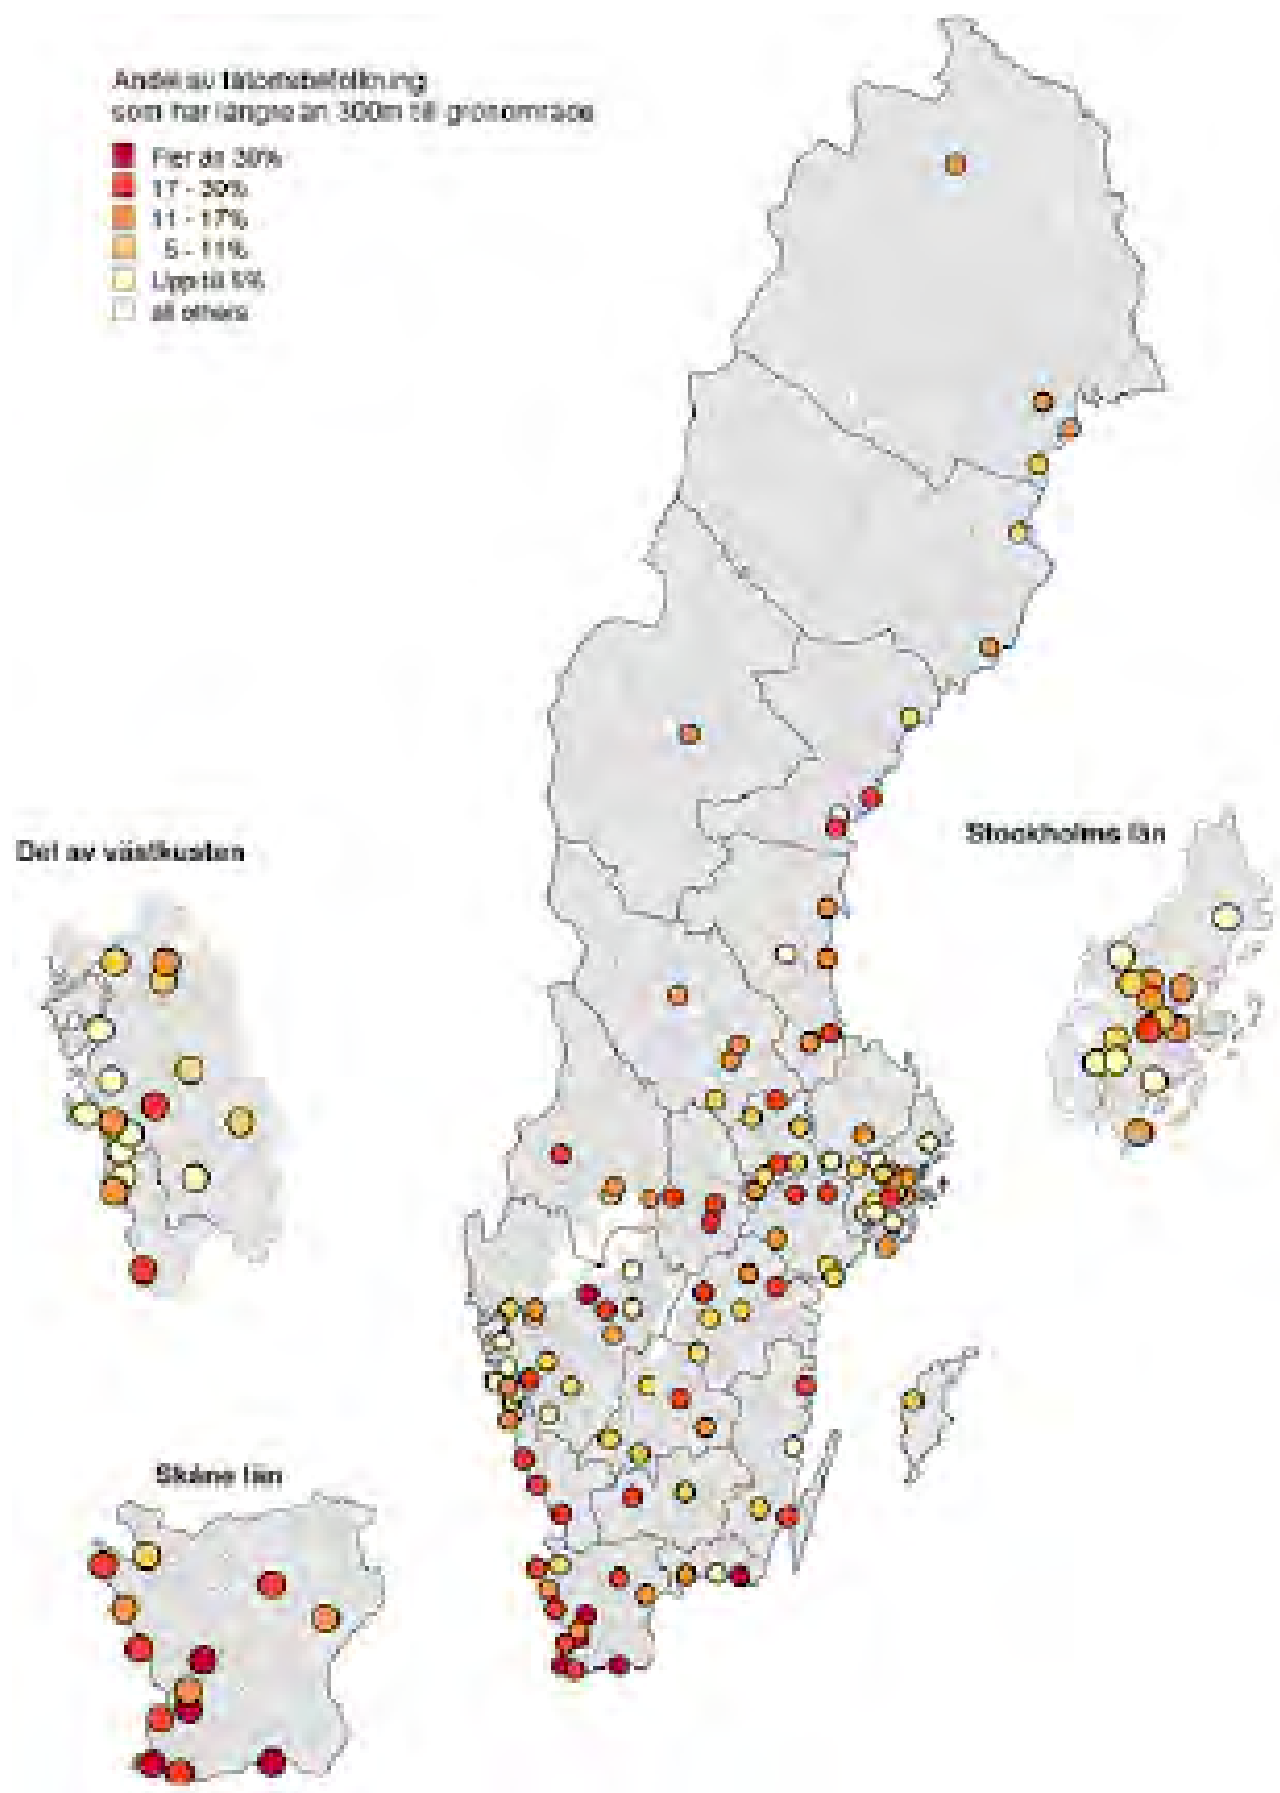 Andel av tätortsbefolkning
som har längre än 300m till grönområde
Fler än 30%
17 - 30%
11 - 17%
5 - 11%
Upp till 5%
all others
Del av västkusten
Stockholms län
Skåne län